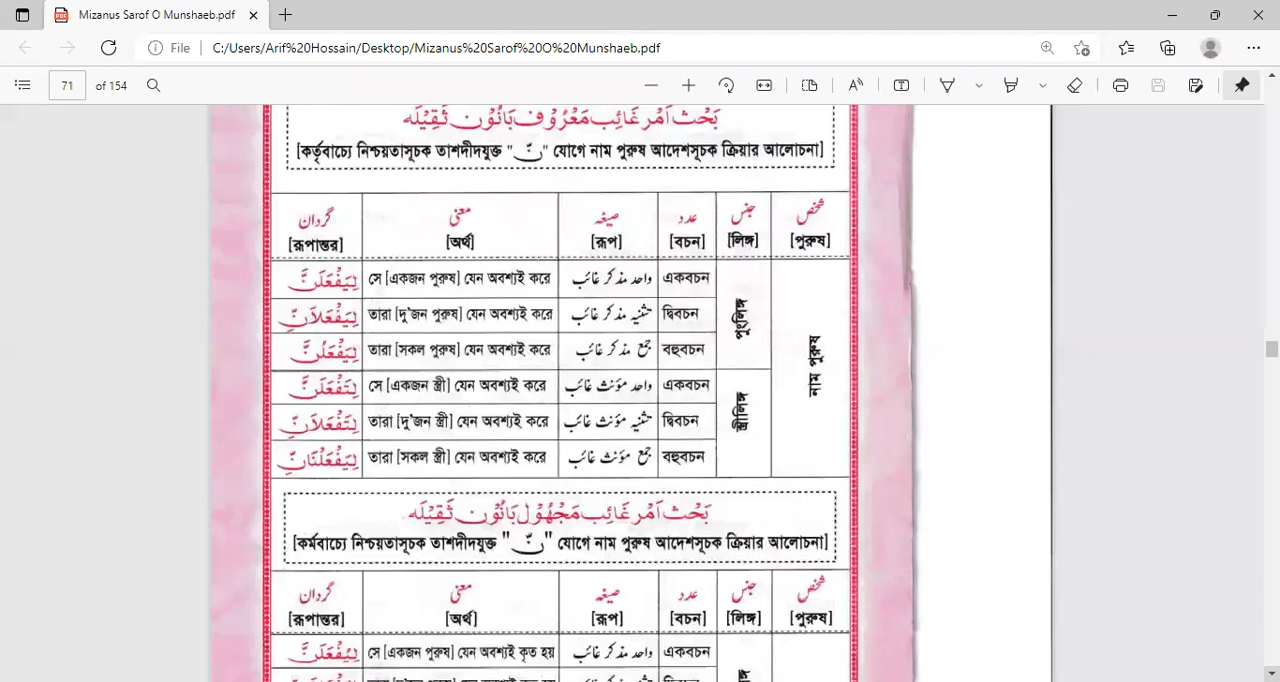 Mizanus Sarof O Munshaeb.pdf
File C:/Users/Arif%20Hossain/Desktop/Mizanus%20Sarof%20O%20Munshaeb.pdf
71 of 154
بَحْث اَمْر غَائِب مَعْرُوْف بَانُوْن ثَقِيْلَه
[কর্তৃবাচ্যে নিশ্চয়তাসূচক তাশদীদযুক্ত "نّ" যোগে নাম পুরুষ আদেশসূচক ক্রিয়ার আলোচনা]
گردان معنی صیغہ عدد جنس شخص
[রূপান্তর] [অর্থ] [রূপ] [বচন] [লিঙ্গ] [পুরুষ]
لِيَفْعَلَنَّ সে [একজন পুরুষ] যেন অবশ্যই করে واحد مذکر غائب একবচন
لِيَفْعَلاَنِّ তারা [দু'জন পুরুষ] যেন অবশ্যই করে تثنیہ مذکر غائب দ্বিবচন
পুংলিঙ্গ
لِيَفْعَلُنَّ তারা [সকল পুরুষ] যেন অবশ্যই করে جمع مذکر غائب বহুবচন
নাম পুরুষ
لِتَفْعَلَنَّ সে [একজন স্ত্রী] যেন অবশ্যই করে واحد مؤنث غائب একবচন
لِتَفْعَلاَنِّ তারা [দু'জন স্ত্রী] যেন অবশ্যই করে تثنیہ مؤنث غائب দ্বিবচন
স্ত্রীলিঙ্গ
لِيَفْعَلْنَانِّ তারা [সকল স্ত্রী] যেন অবশ্যই করে جمع مؤنث غائب বহুবচন
بَحْث اَمْر غَائِب مَجْهُوْل بَانُوْن ثَقِيْلَه
[কর্মবাচ্যে নিশ্চয়তাসূচক তাশদীদযুক্ত "نّ" যোগে নাম পুরুষ আদেশসূচক ক্রিয়ার আলোচনা]
گردان معنی صیغہ عدد جنس شخص
[রূপান্তর] [অর্থ] [রূপ] [বচন] [লিঙ্গ] [পুরুষ]
لِيُفْعَلَنَّ সে [একজন পুরুষ] যেন অবশ্যই কৃত হয় واحد مذکر غائب একবচন